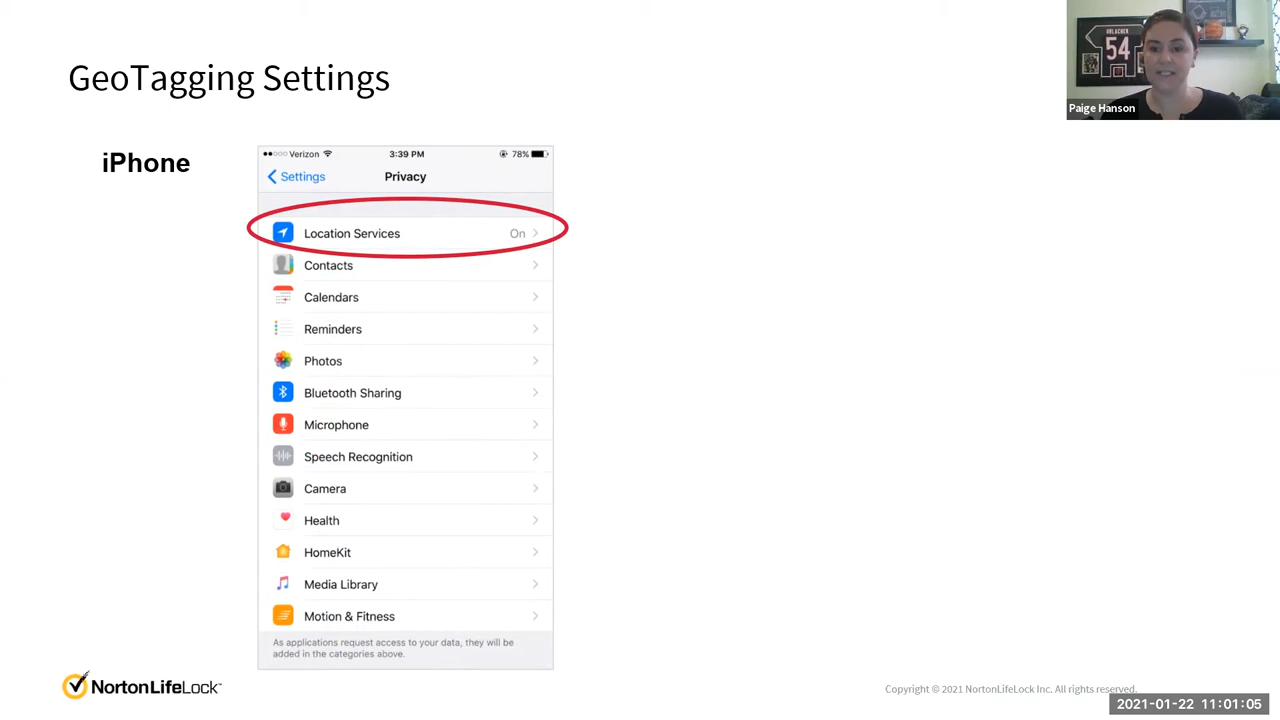 GeoTagging Settings
URLACHER
54
Paige Hanson
iPhone
Verizon 3:39 PM 78%
Settings Privacy
Location Services On
Contacts
Calendars
Reminders
Photos
Bluetooth Sharing
Microphone
Speech Recognition
Camera
Health
HomeKit
Media Library
Motion & Fitness
As applications request access to your data, they will be
added in the categories above.
NortonLifeLock™
Copyright © 2021 NortonLifeLock Inc. All rights reserved.
2021-01-22 11:01:05